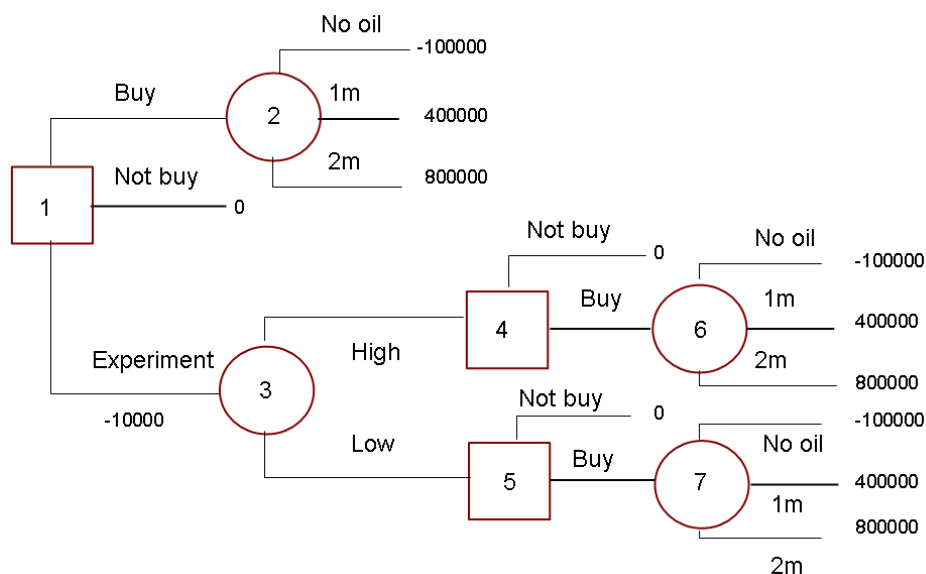 No oil
-100000
Buy
1m
2
400000
2m
800000
Not buy
1
0
Not buy
0
No oil
-100000
Buy
1m
4
6
400000
High
2m
800000
Experiment
3
-10000
Not buy
0
-100000
Low
Buy
No oil
5
7
400000
1m
800000
2m